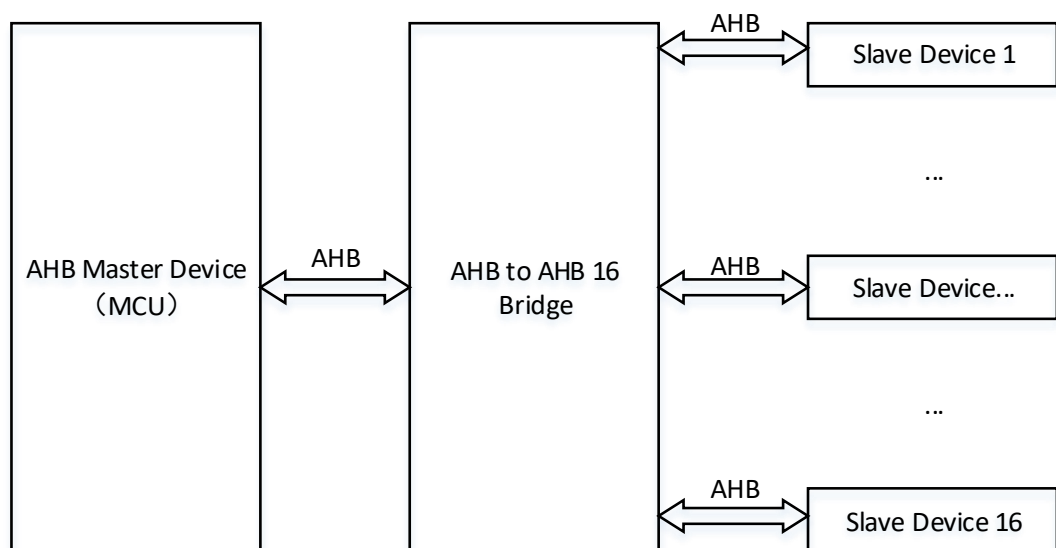 AHB
Slave Device 1
...
AHB Master Device
（MCU）
AHB
AHB to AHB 16
Bridge
AHB
Slave Device...
...
AHB
Slave Device 16